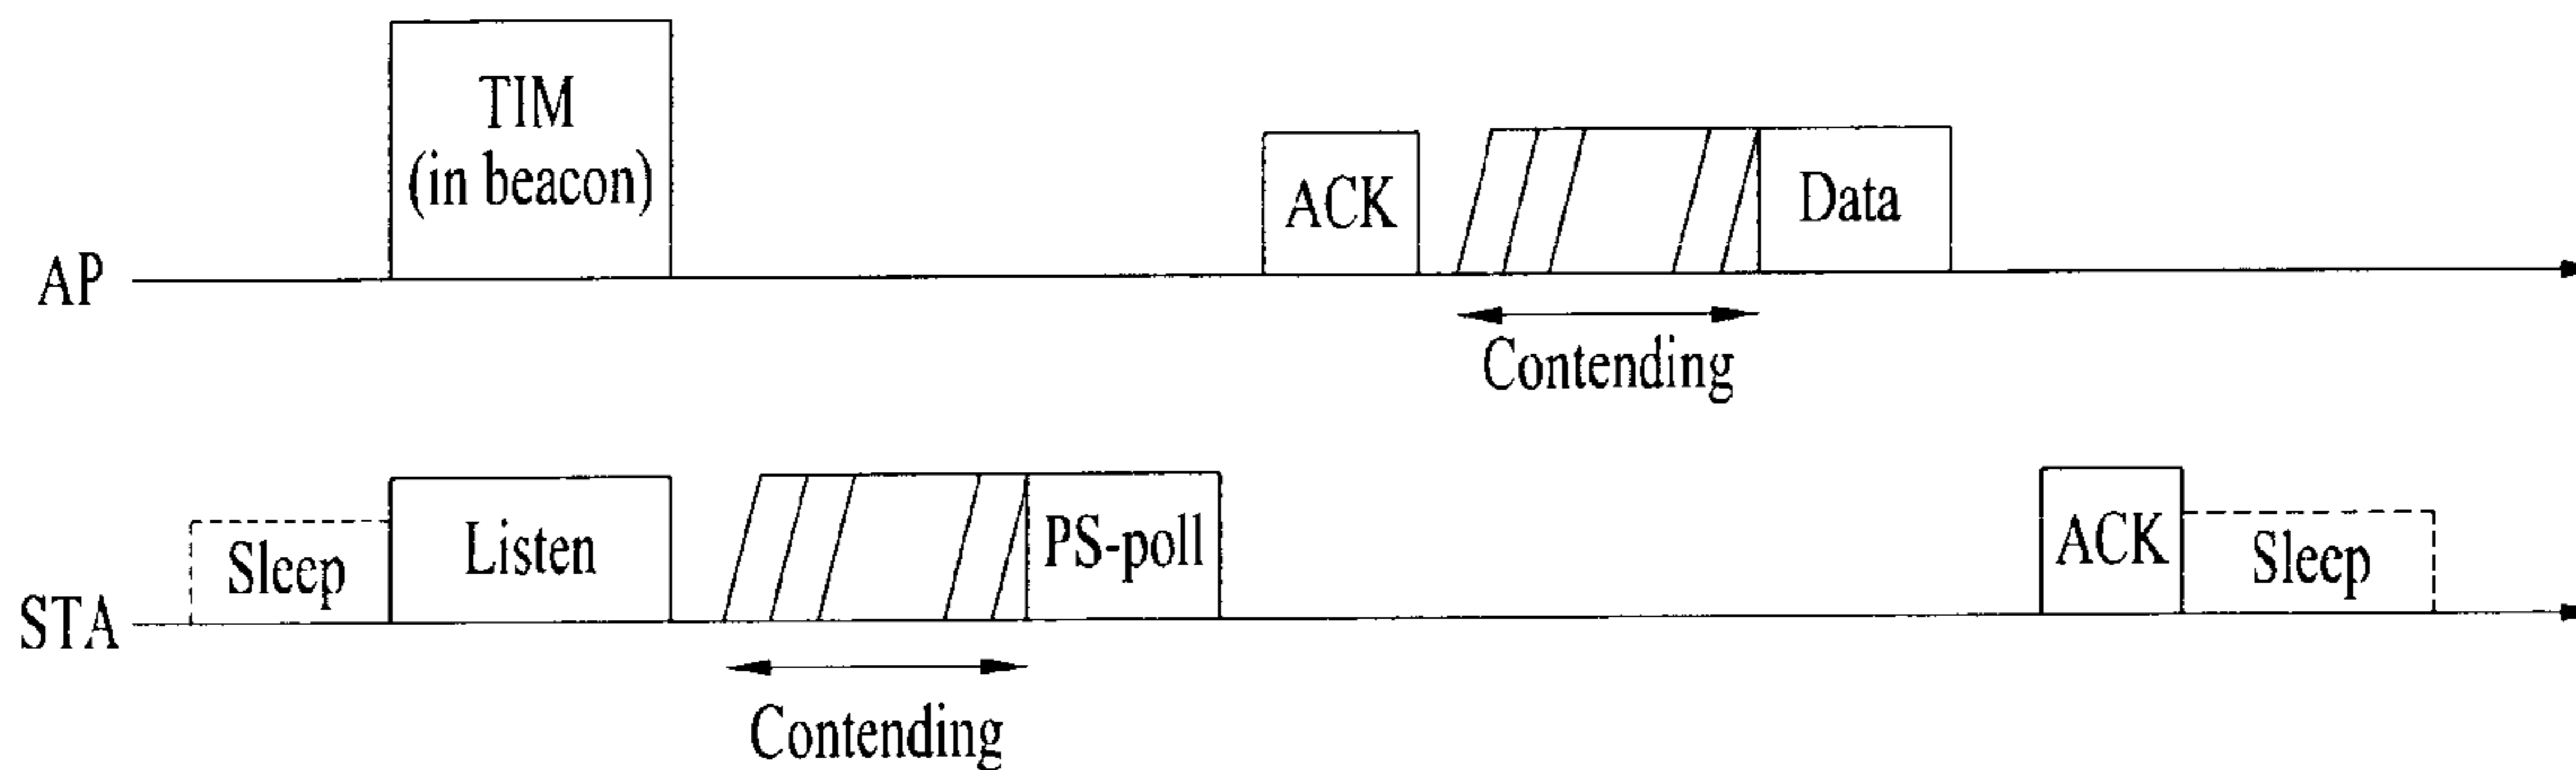 TIM
(in beacon)
ACK
Data
AP
Contending
Sleep
Listen
PS-poll
ACK
Sleep
STA
Contending